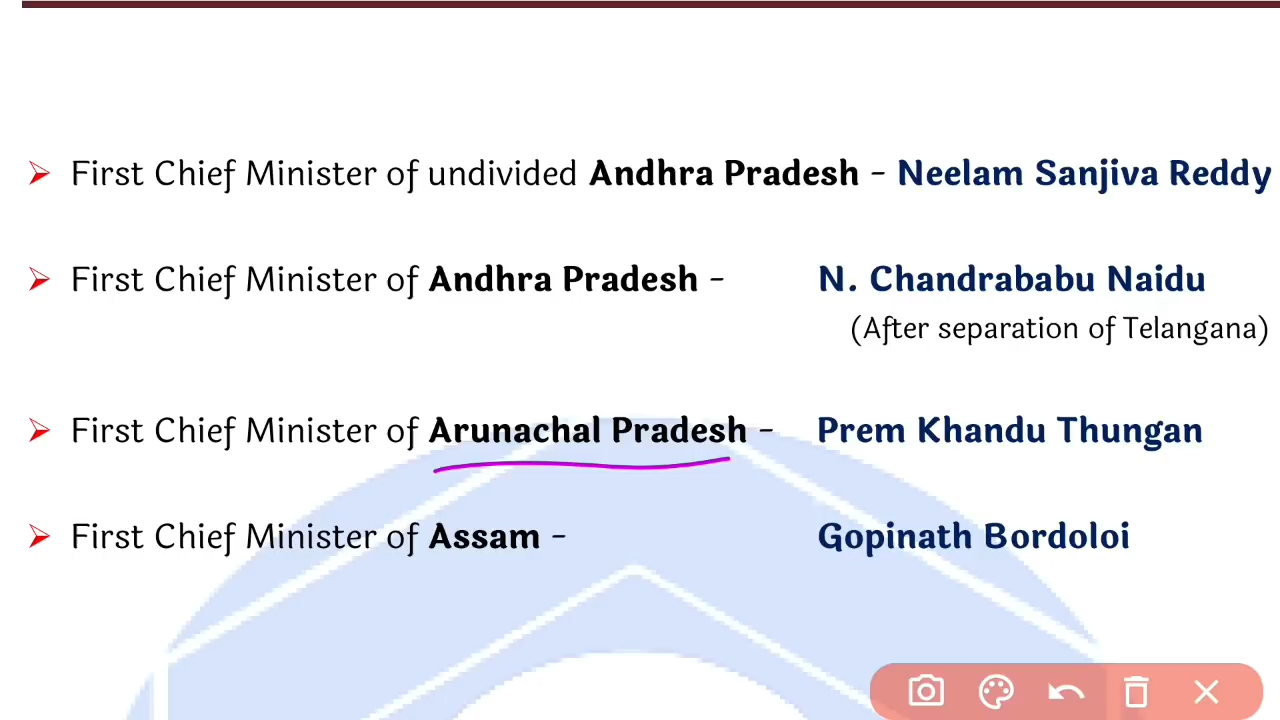 First Chief Minister of undivided Andhra Pradesh - Neelam Sanjiva Reddy
First Chief Minister of Andhra Pradesh - N. Chandrababu Naidu
(After separation of Telangana)
First Chief Minister of Arunachal Pradesh - Prem Khandu Thungan
First Chief Minister of Assam - Gopinath Bordoloi